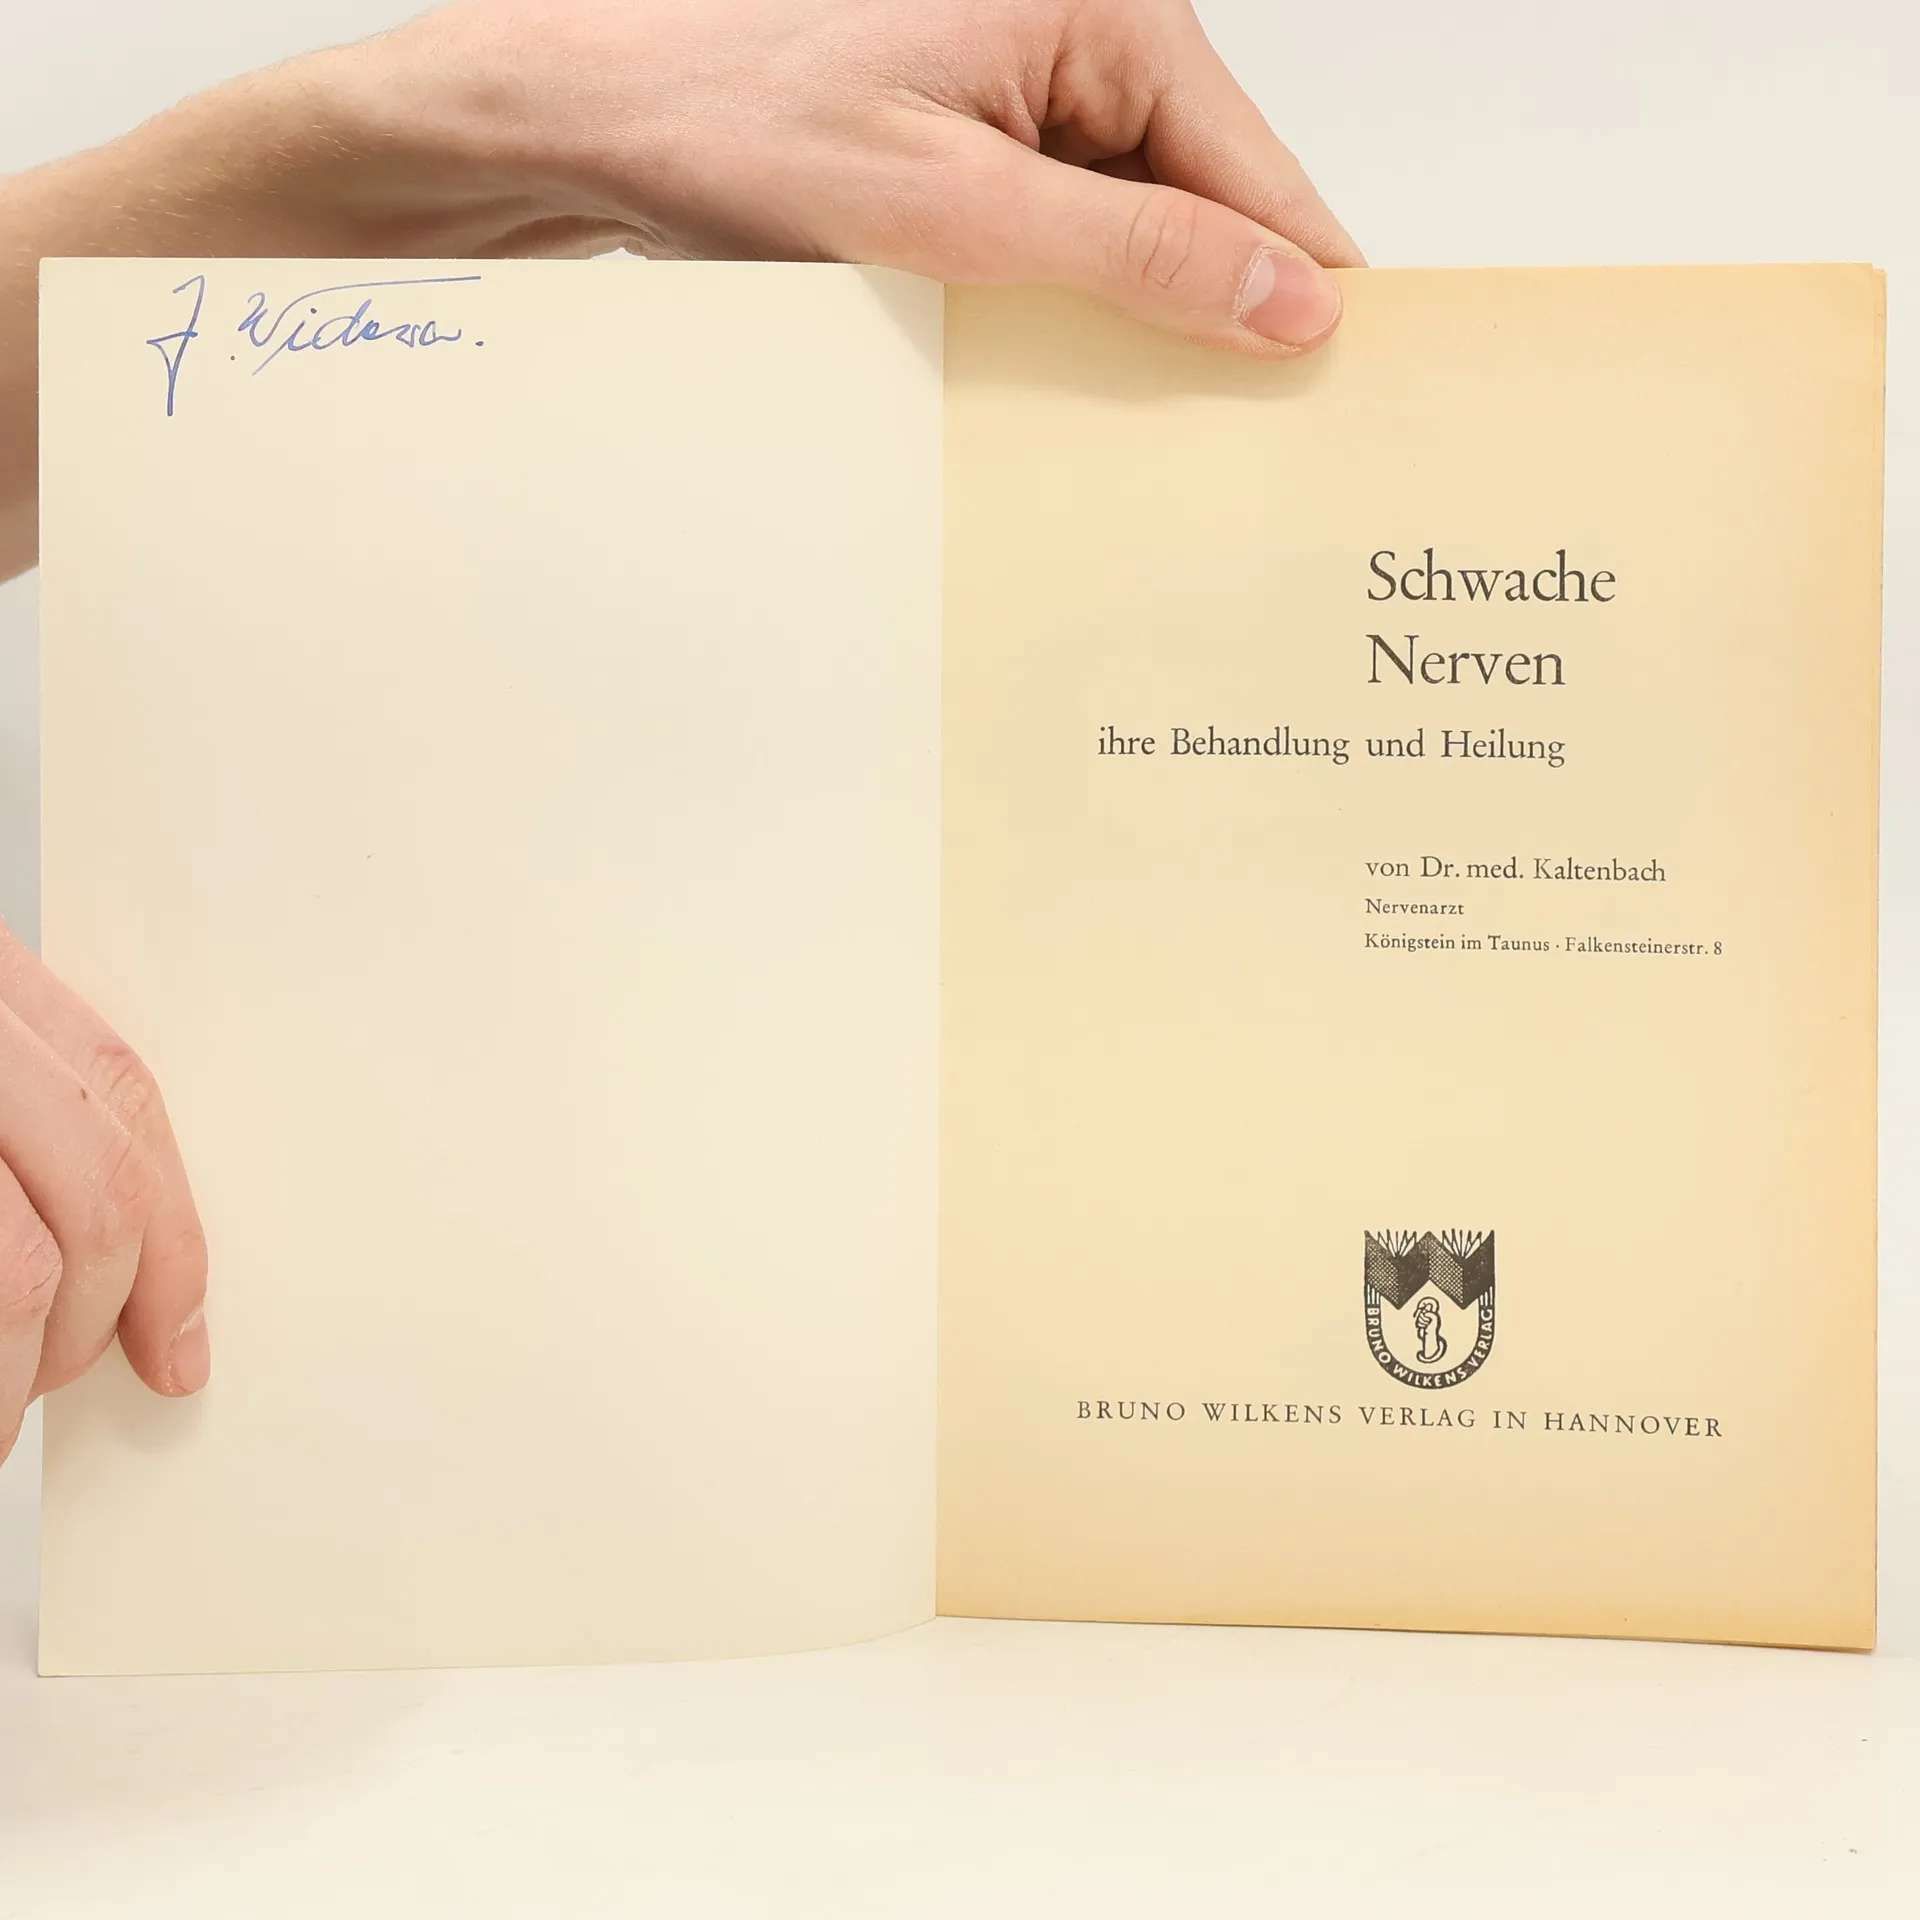 Schwache
Nerven
ihre Behandlung und Heilung
von Dr. med. Kaltenbach
Nervenarzt
Königstein im Taunus · Falkensteinerstr. 8
BRUNO WILKENS VERLAG
BRUNO WILKENS VERLAG IN HANNOVER